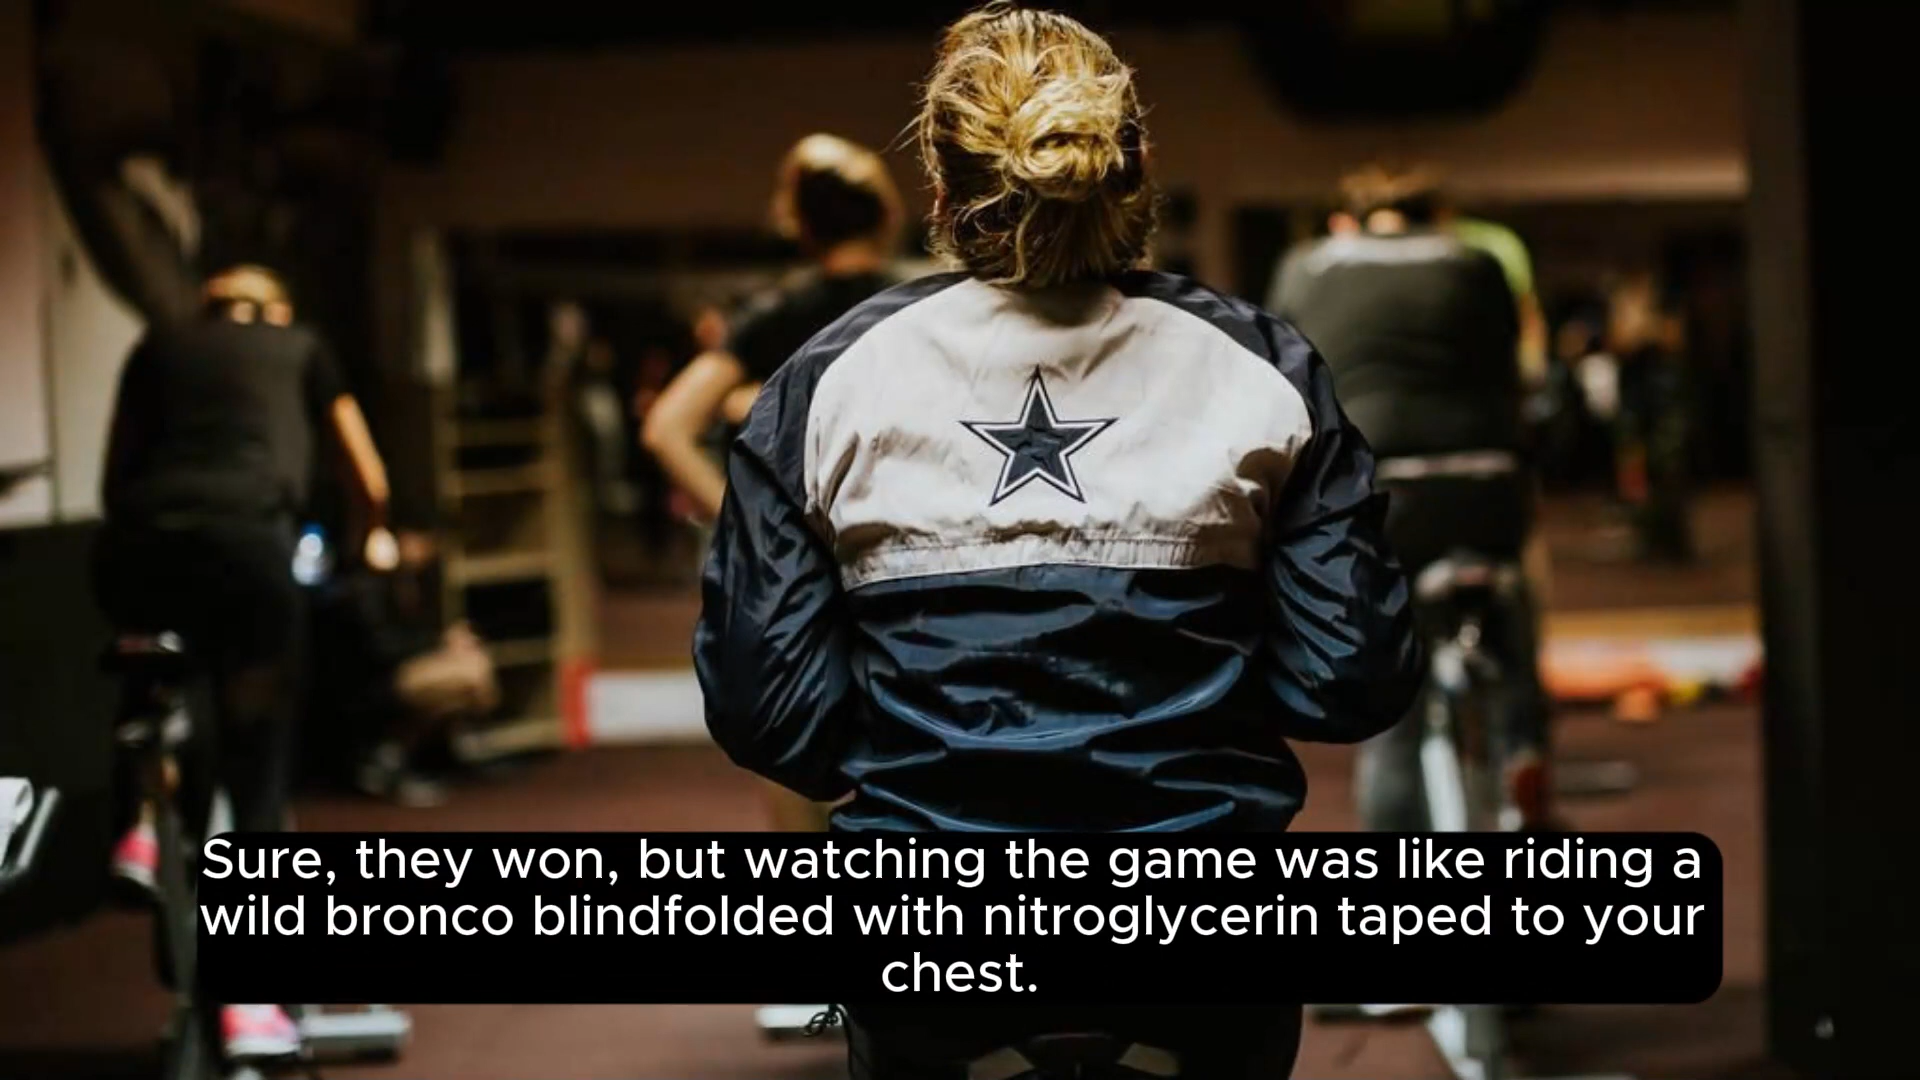 Sure, they won, but watching the game was like riding a
wild bronco blindfolded with nitroglycerin taped to your
chest.